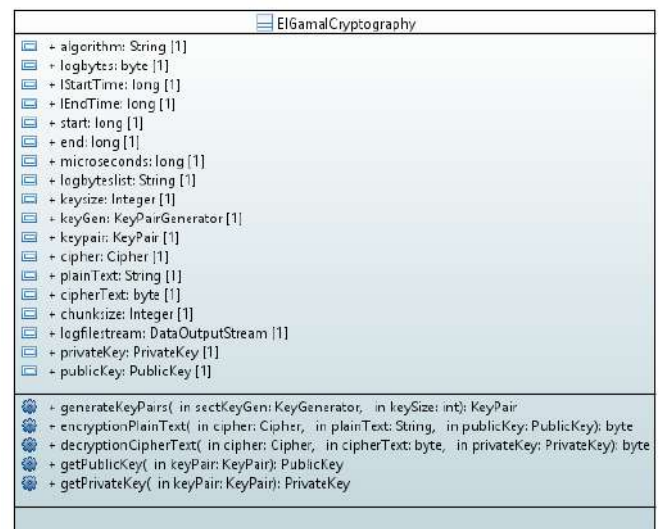 ElGamalCryptography
+ algorithm: String [1]
+ logbytes: byte [1]
+ lStartTime: long [1]
+ lEndTime: long [1]
+ start: long [1]
+ end: long [1]
+ microseconds: long [1]
+ logbyteslist: String [1]
+ keysize: Integer [1]
+ keyGen: KeyPairGenerator [1]
+ keypair: KeyPair [1]
+ cipher: Cipher [1]
+ plainText: String [1]
+ cipherText: byte [1]
+ chunksize: Integer [1]
+ logfilestream: DataOutputStream [1]
+ privateKey: PrivateKey [1]
+ publicKey: PublicKey [1]
+ generateKeyPairs( in sectKeyGen: KeyGenerator, in keySize: int): KeyPair
+ encryptionPlainText( in cipher: Cipher, in plainText: String, in publicKey: PublicKey): byte
+ decryptionCipherText( in cipher: Cipher, in cipherText: byte, in privateKey: PrivateKey): byte
+ getPublicKey( in keyPair: KeyPair): PublicKey
+ getPrivateKey( in keyPair: KeyPair): PrivateKey